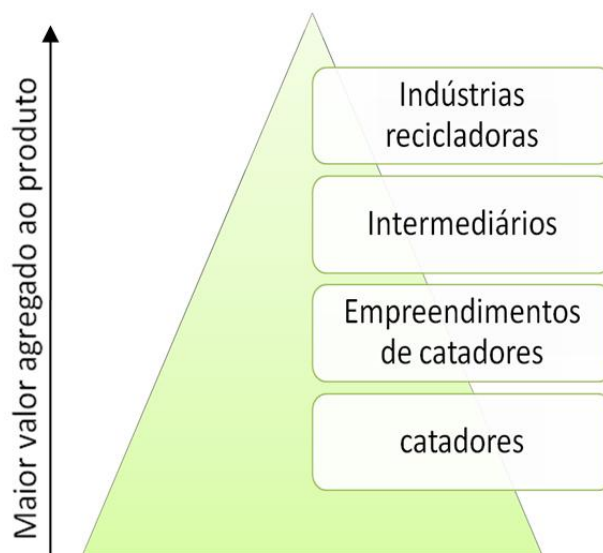 Maior valor agregado ao produto
Indústrias
recicladoras
Intermediários
Empreendimentos
de catadores
catadores